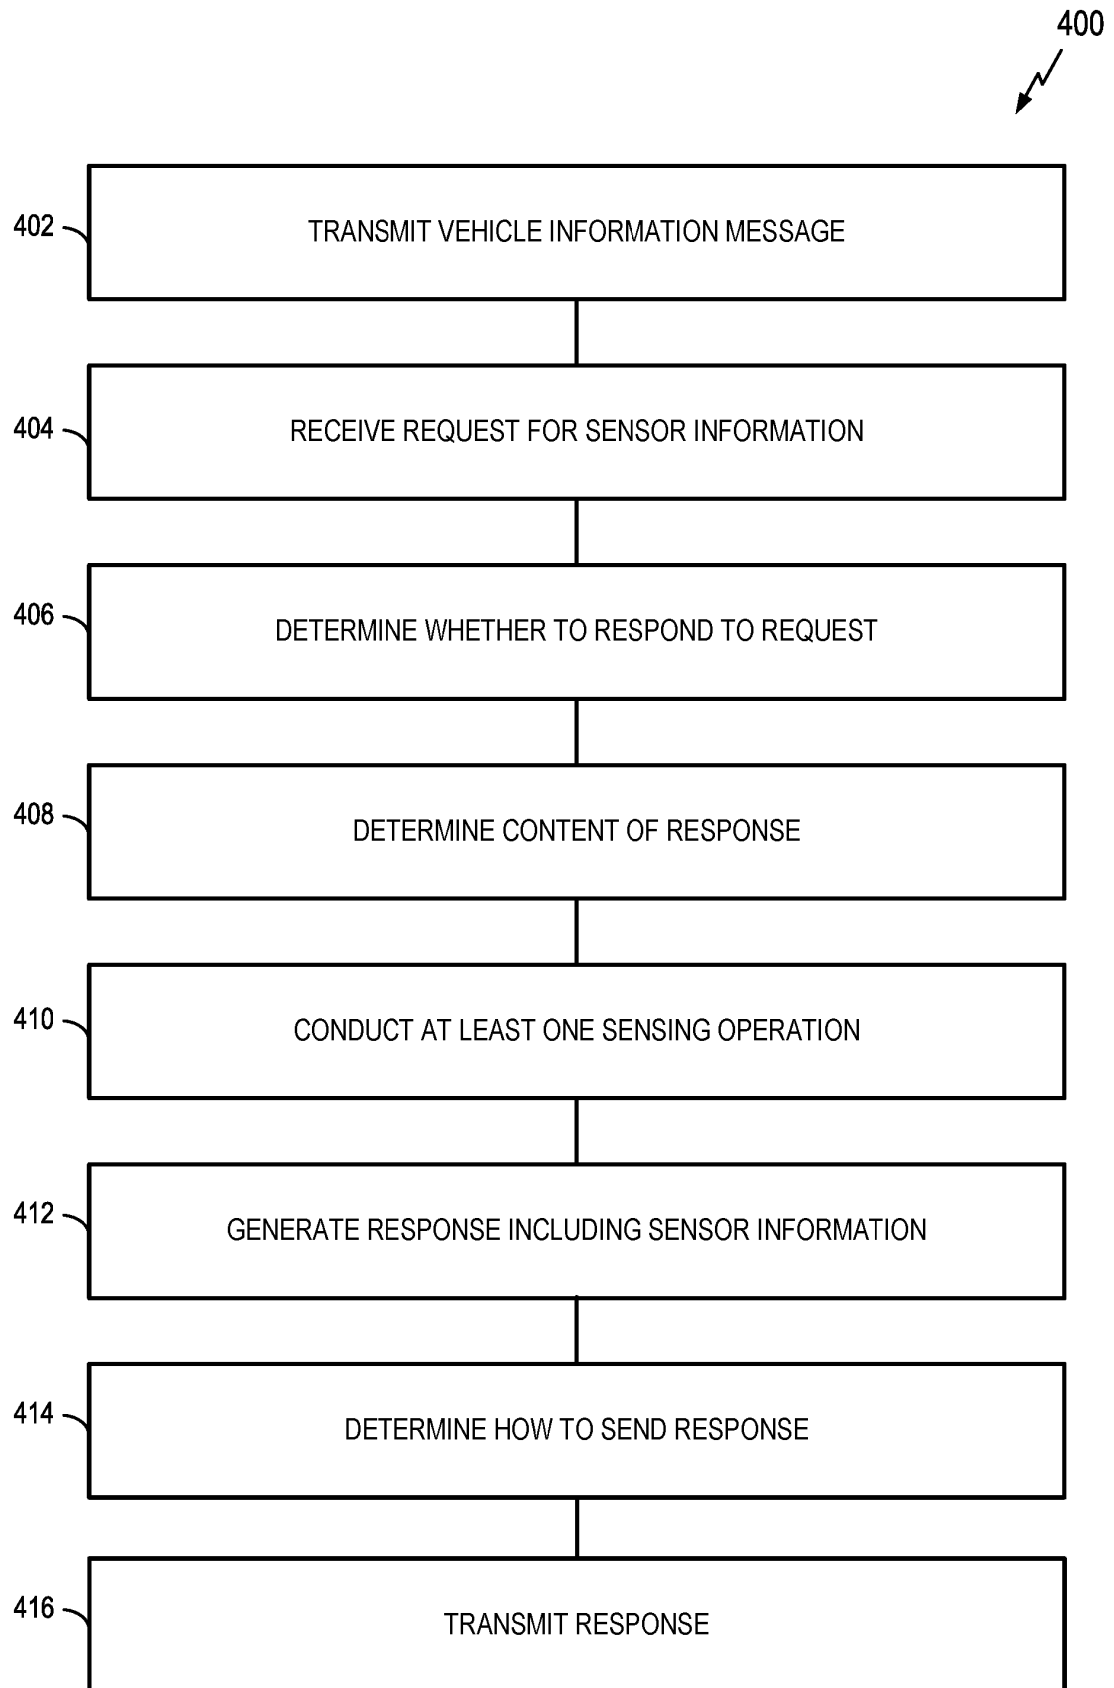 400
402 TRANSMIT VEHICLE INFORMATION MESSAGE
404 RECEIVE REQUEST FOR SENSOR INFORMATION
406 DETERMINE WHETHER TO RESPOND TO REQUEST
408 DETERMINE CONTENT OF RESPONSE
410 CONDUCT AT LEAST ONE SENSING OPERATION
412 GENERATE RESPONSE INCLUDING SENSOR INFORMATION
414 DETERMINE HOW TO SEND RESPONSE
416 TRANSMIT RESPONSE